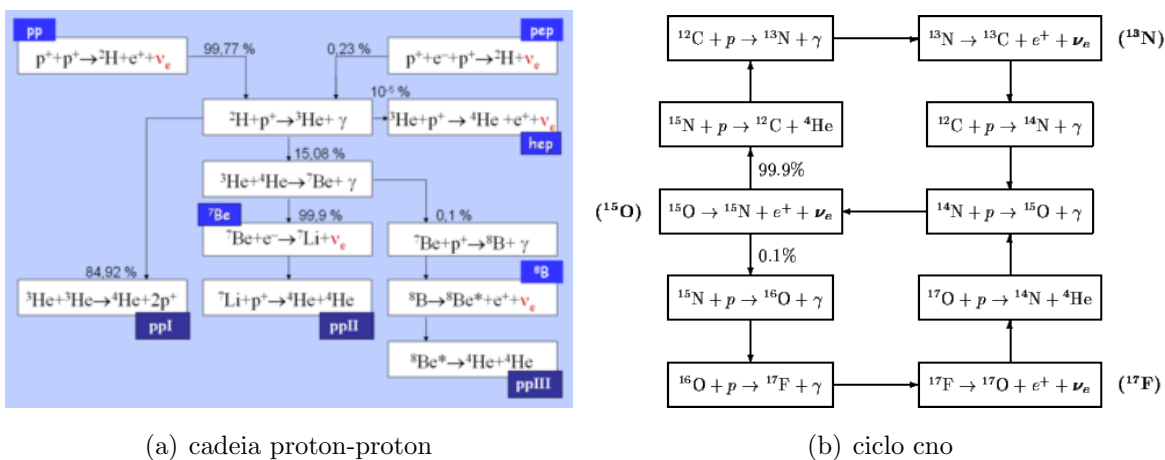 pp
p⁺+p⁺→²H+e⁺+νₑ
99,77 %
0,23 %
pep
p⁺+e⁻+p⁺→²H+νₑ
²H+p⁺→³He+ γ
10⁻⁵ %
³He+p⁺ → ⁴He +e⁺+νₑ
hep
15,08 %
³He+⁴He→⁷Be+ γ
⁷Be
99,9 %
0,1 %
⁷Be+e⁻→⁷Li+νₑ
⁷Be+p⁺→⁸B+ γ
84,92 %
⁸B
³He+³He→⁴He+2p⁺
ppI
⁷Li+p⁺→⁴He+⁴He
ppII
⁸B→⁸Be*+e⁺+νₑ
⁸Be*→⁴He+⁴He
ppIII
(a) cadeia proton-proton
¹²C + p → ¹³N + γ
¹³N → ¹³C + e⁺ + νₑ
(¹³N)
¹⁵N + p → ¹²C + ⁴He
¹²C + p → ¹⁴N + γ
99.9%
(¹⁵O)
¹⁵O → ¹⁵N + e⁺ + νₑ
¹⁴N + p → ¹⁵O + γ
0.1%
¹⁵N + p → ¹⁶O + γ
¹⁷O + p → ¹⁴N + ⁴He
¹⁶O + p → ¹⁷F + γ
¹⁷F → ¹⁷O + e⁺ + νₑ
(¹⁷F)
(b) ciclo cno